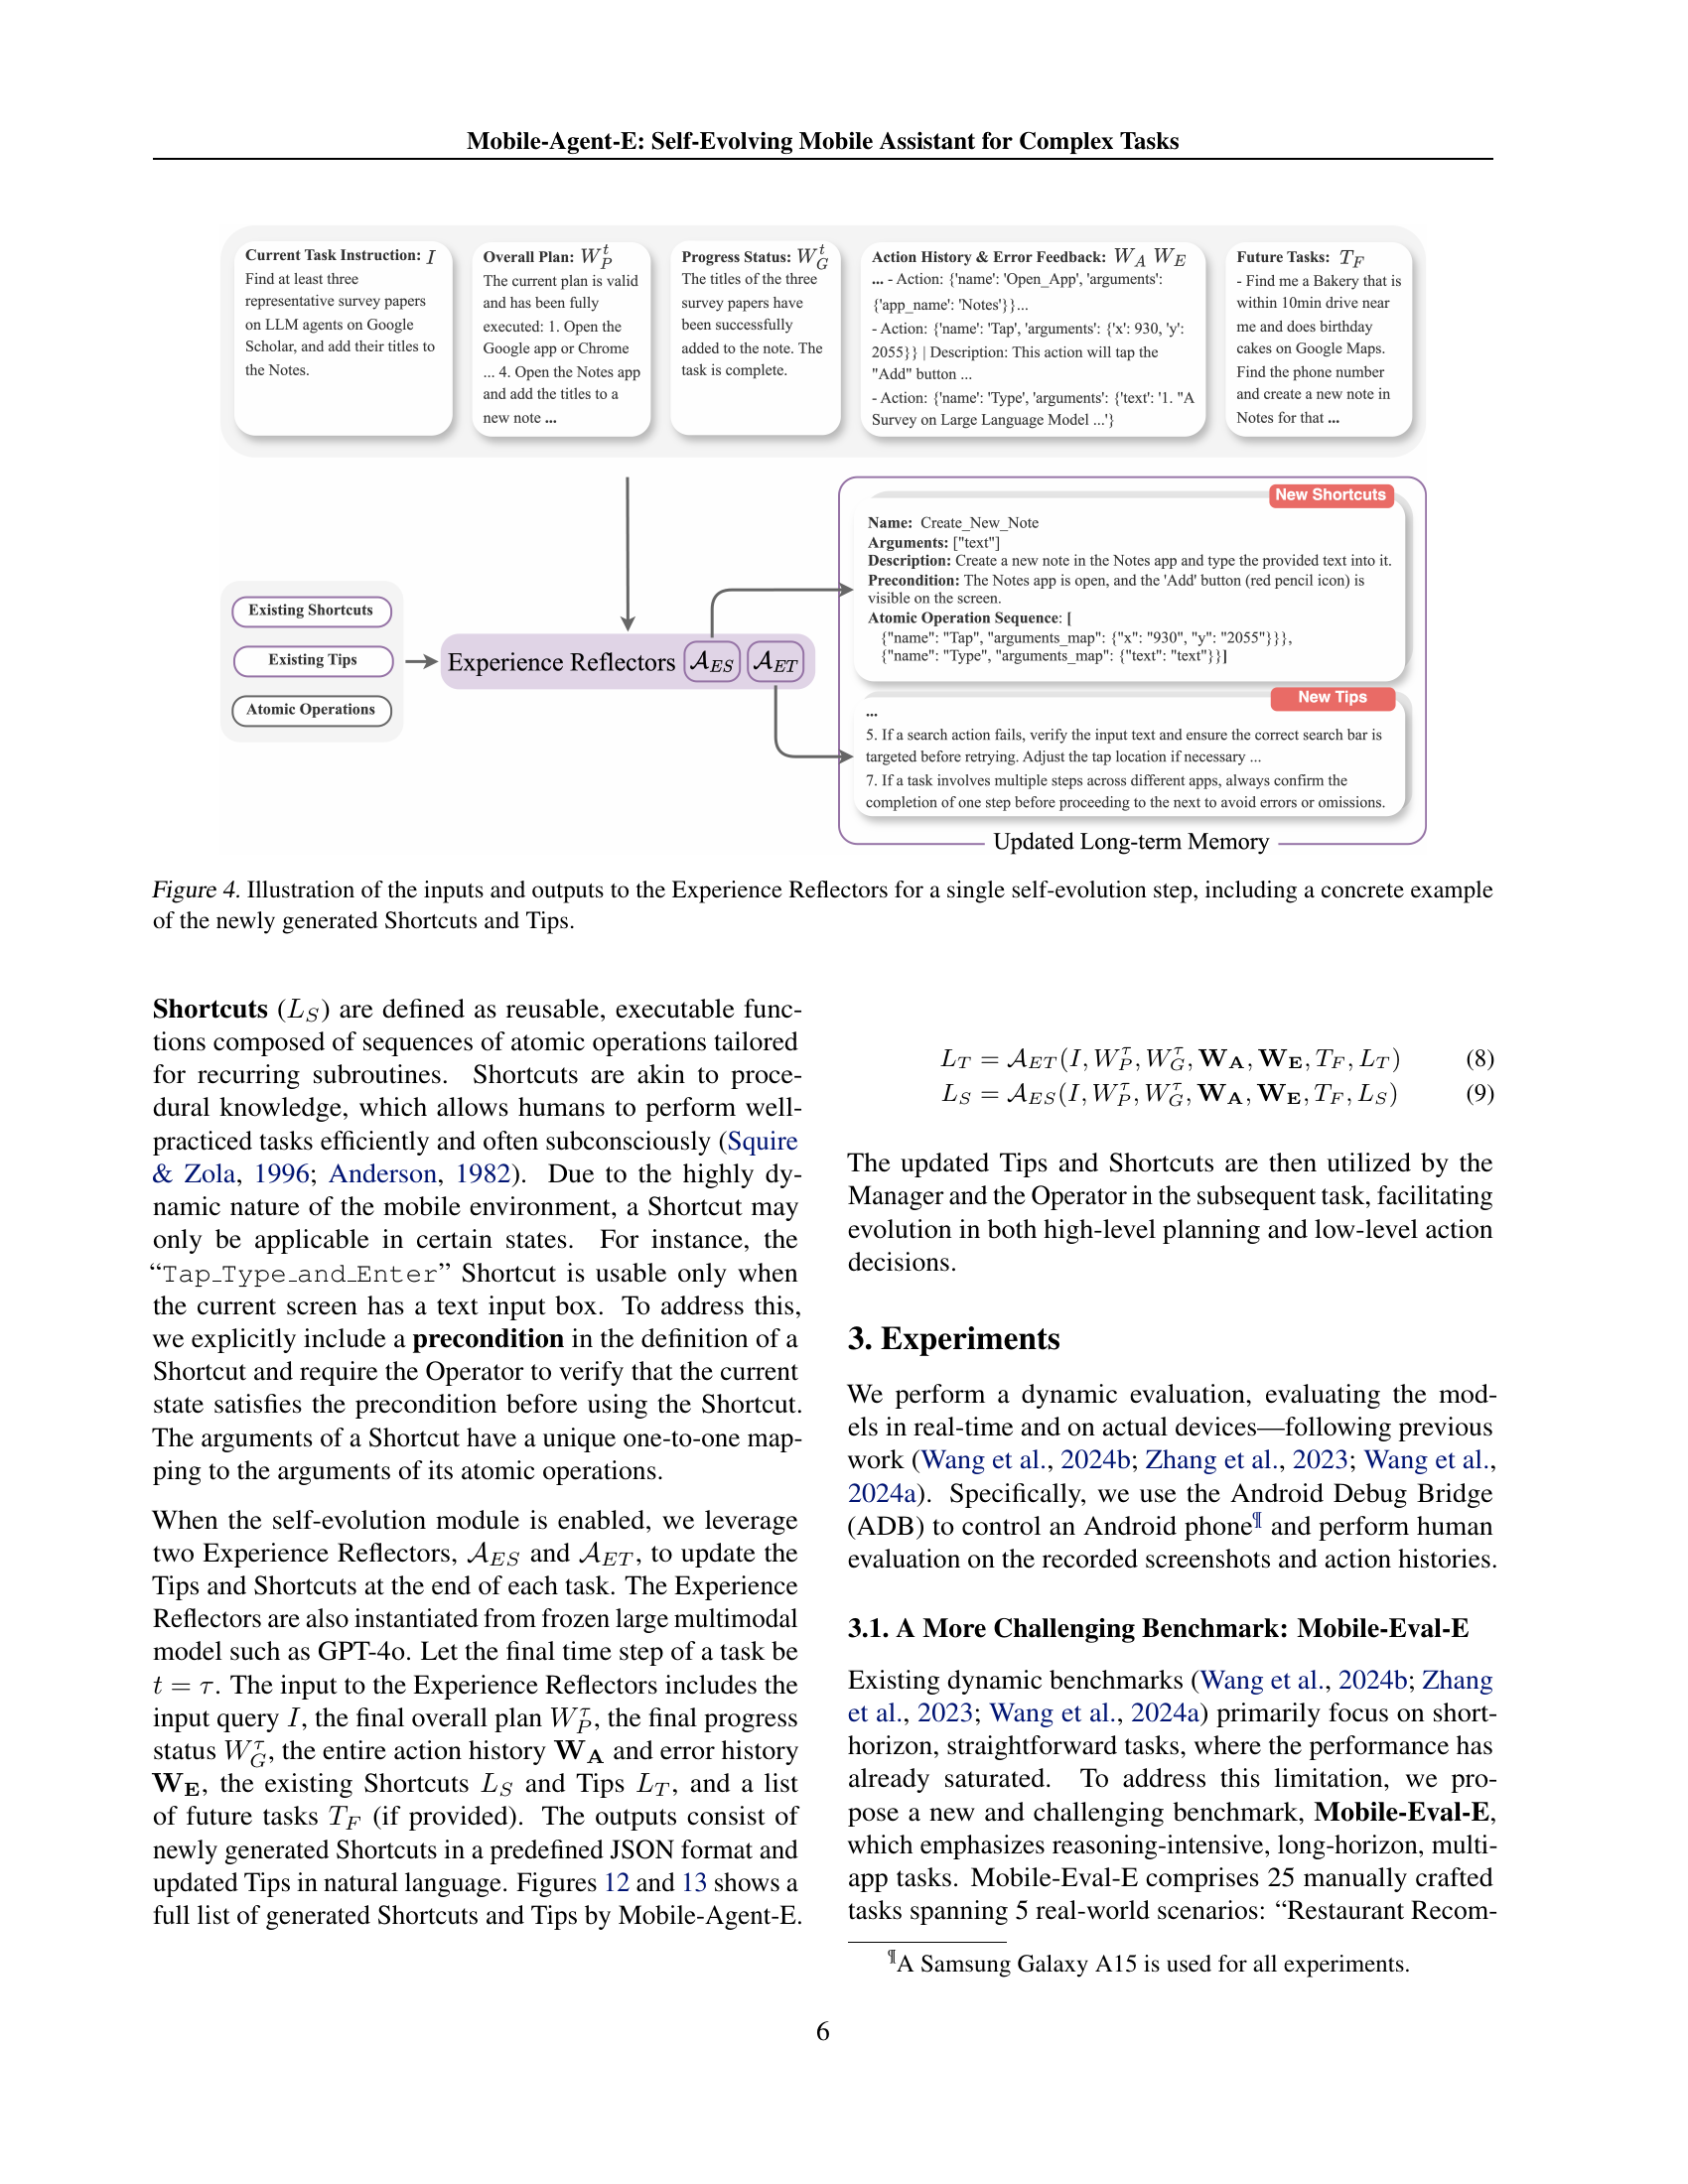 Mobile-Agent-E: Self-Evolving Mobile Assistant for Complex Tasks
Current Task Instruction: I
Find at least three
representative survey papers
on LLM agents on Google
Scholar, and add their titles to
the Notes.
Overall Plan: W_P^t
The current plan is valid
and has been fully
executed: 1. Open the
Google app or Chrome
... 4. Open the Notes app
and add the titles to a
new note ...
Progress Status: W_G^t
The titles of the three
survey papers have
been successfully
added to the note. The
task is complete.
Action History & Error Feedback: W_A W_E
... - Action: {'name': 'Open_App', 'arguments':
{'app_name': 'Notes'}}...
- Action: {'name': 'Tap', 'arguments': {'x': 930, 'y':
2055}} | Description: This action will tap the
"Add" button ...
- Action: {'name': 'Type', 'arguments': {'text': '1. "A
Survey on Large Language Model ...'}
Future Tasks: T_F
- Find me a Bakery that is
within 10min drive near
me and does birthday
cakes on Google Maps.
Find the phone number
and create a new note in
Notes for that ...
Existing Shortcuts
Existing Tips
Atomic Operations
Experience Reflectors A_ES A_ET
New Shortcuts
Name: Create_New_Note
Arguments: ["text"]
Description: Create a new note in the Notes app and type the provided text into it.
Precondition: The Notes app is open, and the 'Add' button (red pencil icon) is
visible on the screen.
Atomic Operation Sequence: [
{"name": "Tap", "arguments_map": {"x": "930", "y": "2055"}}},
{"name": "Type", "arguments_map": {"text": "text"}}]
New Tips
...
5. If a search action fails, verify the input text and ensure the correct search bar is
targeted before retrying. Adjust the tap location if necessary ...
7. If a task involves multiple steps across different apps, always confirm the
completion of one step before proceeding to the next to avoid errors or omissions.
Updated Long-term Memory
Figure 4. Illustration of the inputs and outputs to the Experience Reflectors for a single self-evolution step, including a concrete example
of the newly generated Shortcuts and Tips.
Shortcuts (L_S) are defined as reusable, executable func-
tions composed of sequences of atomic operations tailored
for recurring subroutines. Shortcuts are akin to proce-
dural knowledge, which allows humans to perform well-
practiced tasks efficiently and often subconsciously (Squire
& Zola, 1996; Anderson, 1982). Due to the highly dy-
namic nature of the mobile environment, a Shortcut may
only be applicable in certain states. For instance, the
“Tap_Type_and_Enter” Shortcut is usable only when
the current screen has a text input box. To address this,
we explicitly include a precondition in the definition of a
Shortcut and require the Operator to verify that the current
state satisfies the precondition before using the Shortcut.
The arguments of a Shortcut have a unique one-to-one map-
ping to the arguments of its atomic operations.
When the self-evolution module is enabled, we leverage
two Experience Reflectors, A_ES and A_ET, to update the
Tips and Shortcuts at the end of each task. The Experience
Reflectors are also instantiated from frozen large multimodal
model such as GPT-4o. Let the final time step of a task be
t = τ. The input to the Experience Reflectors includes the
input query I, the final overall plan W_P^τ, the final progress
status W_G^τ, the entire action history W_A and error history
W_E, the existing Shortcuts L_S and Tips L_T, and a list
of future tasks T_F (if provided). The outputs consist of
newly generated Shortcuts in a predefined JSON format and
updated Tips in natural language. Figures 12 and 13 shows a
full list of generated Shortcuts and Tips by Mobile-Agent-E.
L_T = A_ET(I, W_P^τ, W_G^τ, W_A, W_E, T_F, L_T) (8)
L_S = A_ES(I, W_P^τ, W_G^τ, W_A, W_E, T_F, L_S) (9)
The updated Tips and Shortcuts are then utilized by the
Manager and the Operator in the subsequent task, facilitating
evolution in both high-level planning and low-level action
decisions.
3. Experiments
We perform a dynamic evaluation, evaluating the mod-
els in real-time and on actual devices—following previous
work (Wang et al., 2024b; Zhang et al., 2023; Wang et al.,
2024a). Specifically, we use the Android Debug Bridge
(ADB) to control an Android phone¶ and perform human
evaluation on the recorded screenshots and action histories.
3.1. A More Challenging Benchmark: Mobile-Eval-E
Existing dynamic benchmarks (Wang et al., 2024b; Zhang
et al., 2023; Wang et al., 2024a) primarily focus on short-
horizon, straightforward tasks, where the performance has
already saturated. To address this limitation, we pro-
pose a new and challenging benchmark, Mobile-Eval-E,
which emphasizes reasoning-intensive, long-horizon, multi-
app tasks. Mobile-Eval-E comprises 25 manually crafted
tasks spanning 5 real-world scenarios: “Restaurant Recom-
¶A Samsung Galaxy A15 is used for all experiments.
6